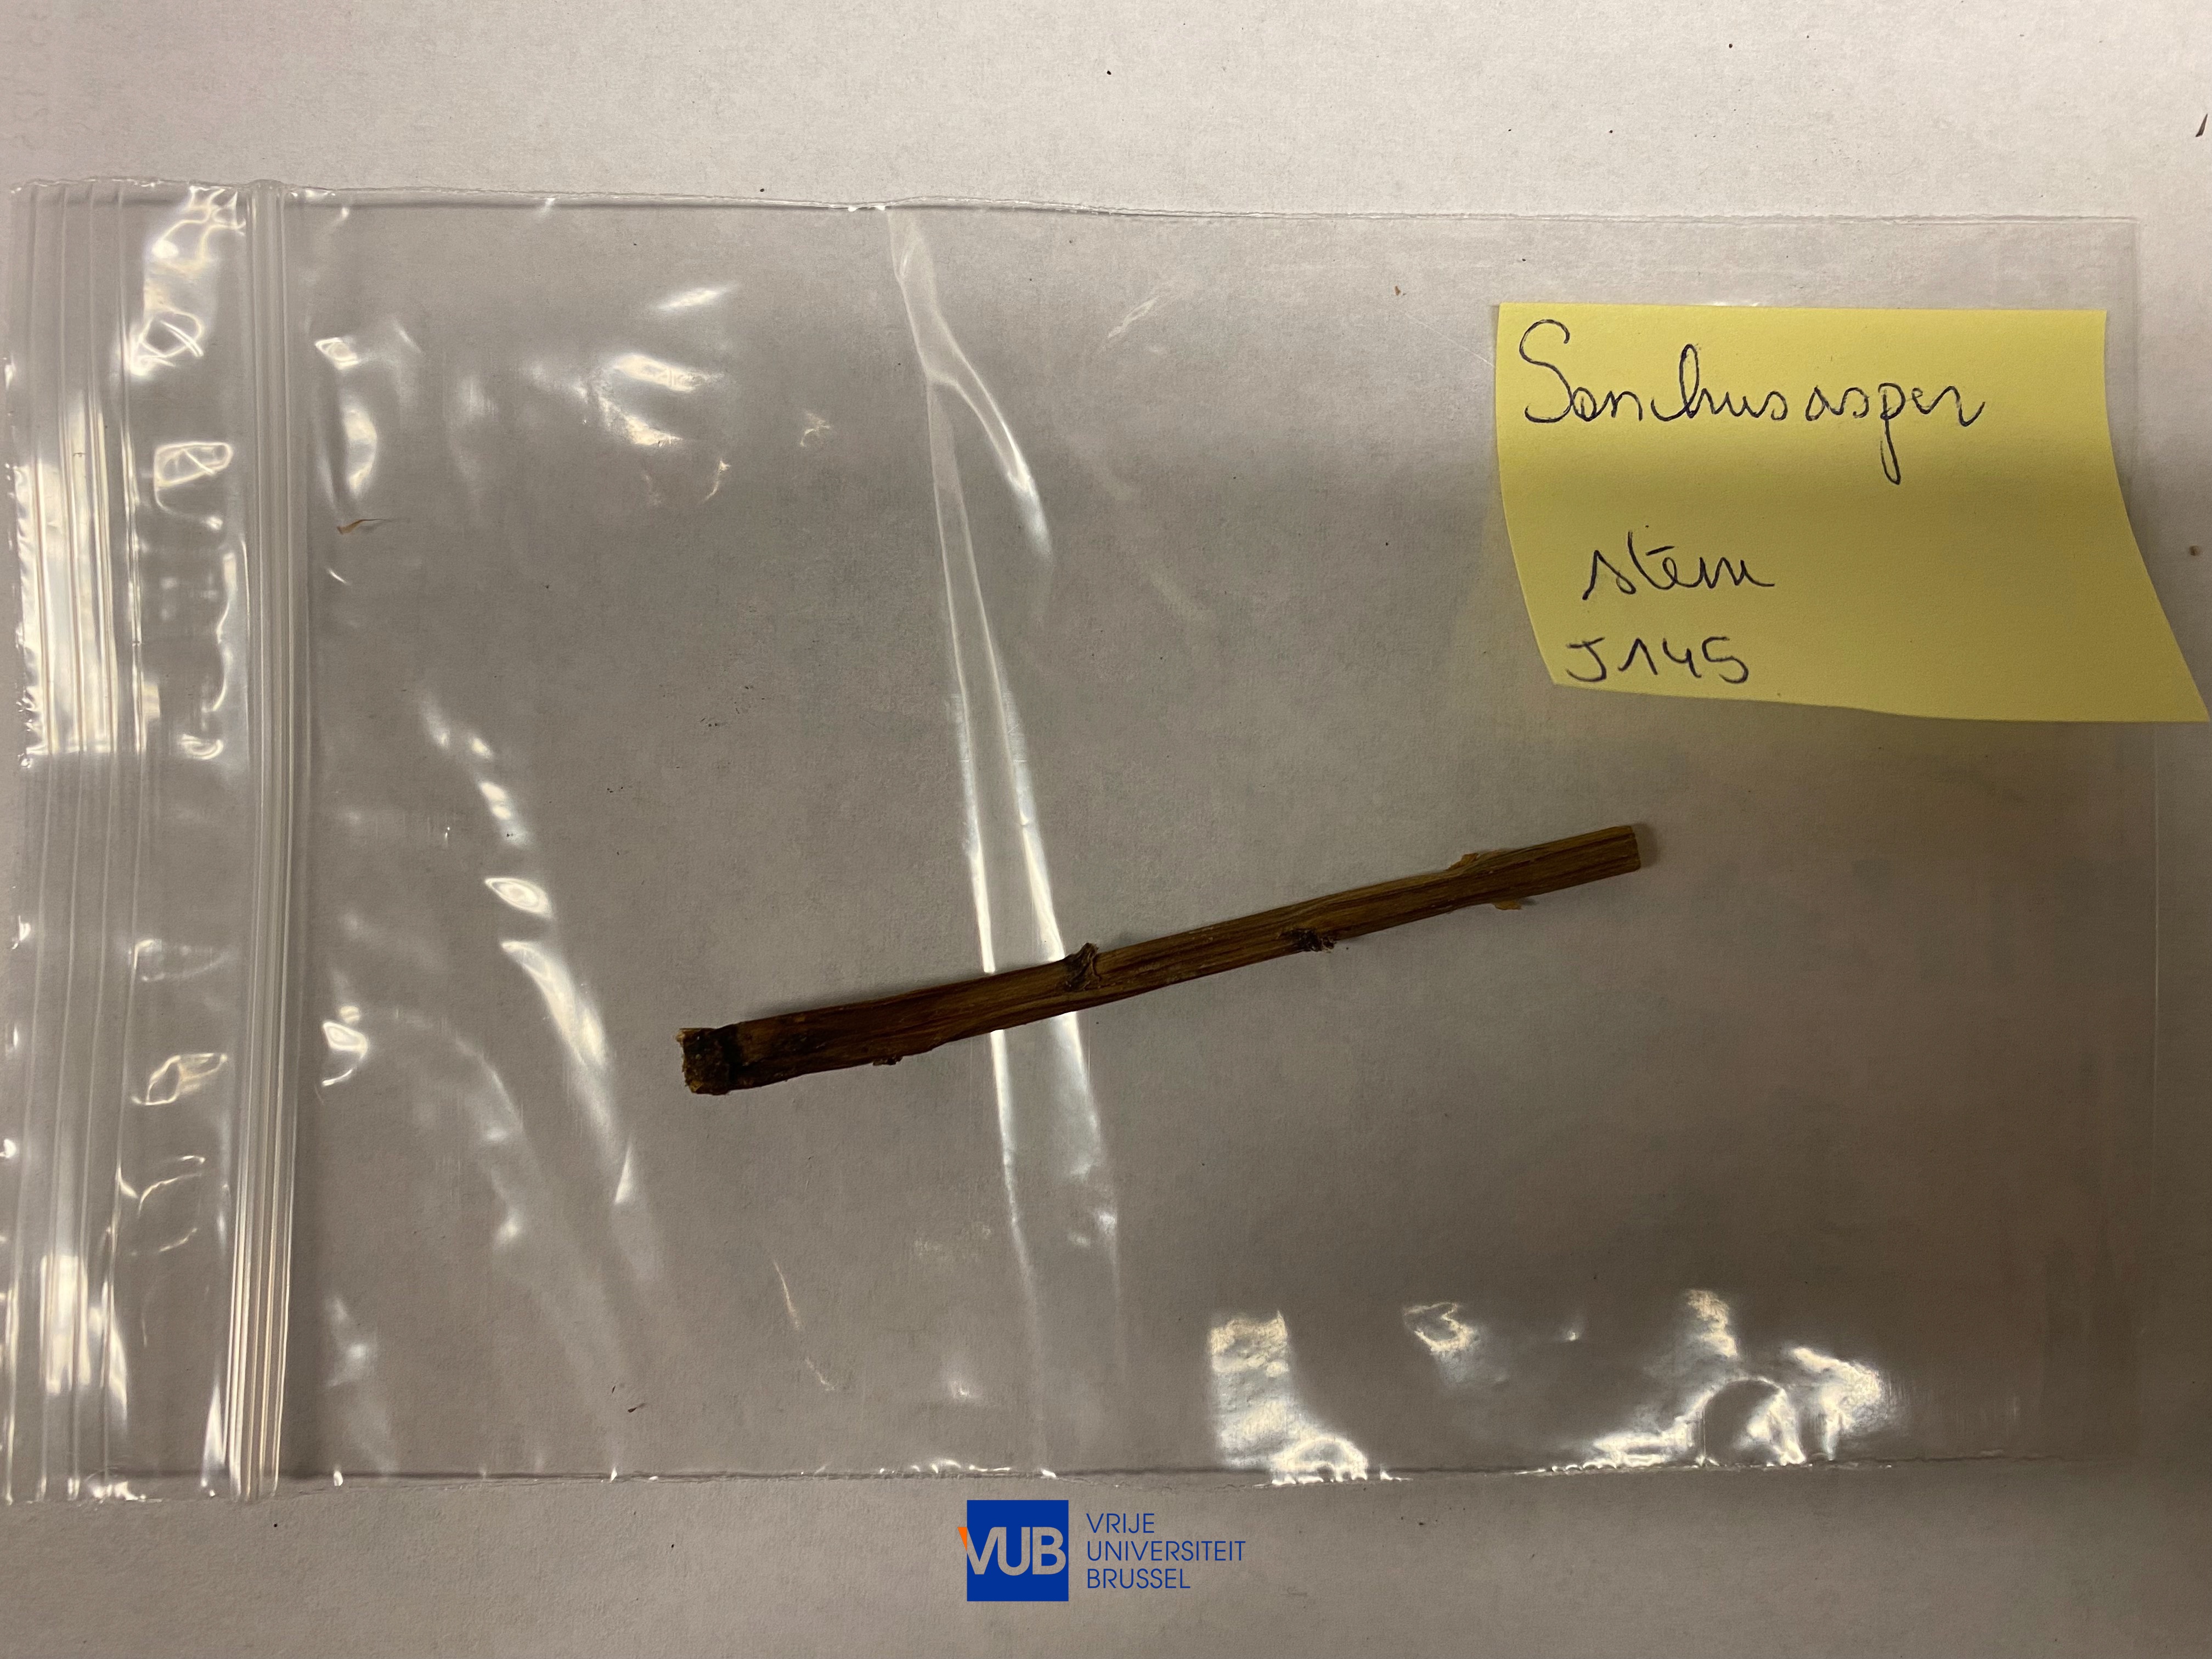 Sonchus asper
stem
J145
VUB
VRIJE
UNIVERSITEIT
BRUSSEL